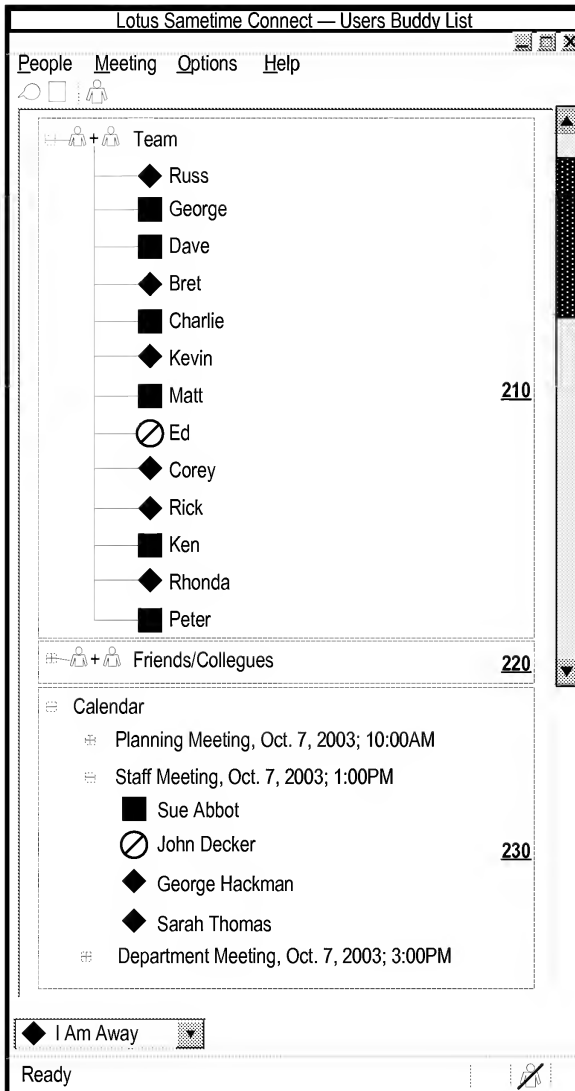 Lotus Sametime Connect — Users Buddy List
People Meeting Options Help
Team
Russ
George
Dave
Bret
Charlie
Kevin
Matt
210
Ed
Corey
Rick
Ken
Rhonda
Peter
Friends/Collegues
220
Calendar
Planning Meeting, Oct. 7, 2003; 10:00AM
Staff Meeting, Oct. 7, 2003; 1:00PM
Sue Abbot
John Decker
230
George Hackman
Sarah Thomas
Department Meeting, Oct. 7, 2003; 3:00PM
I Am Away
Ready